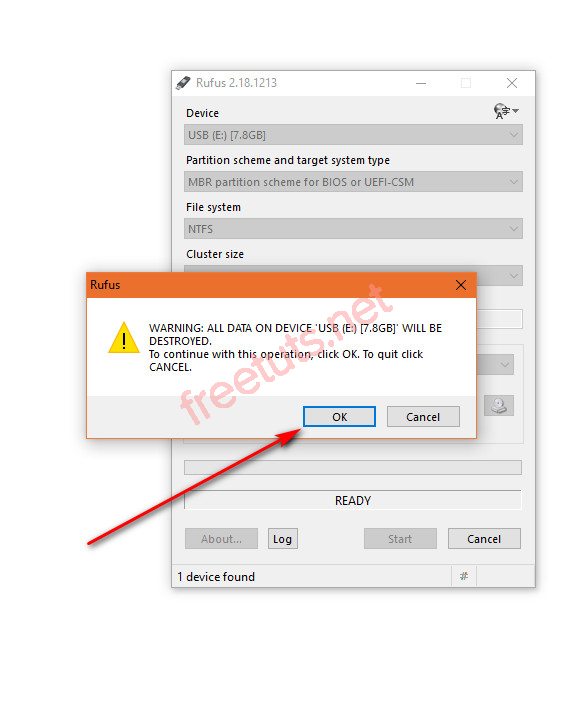 Rufus 2.18.1213
Device
USB (E:) [7.8GB]
Partition scheme and target system type
MBR partition scheme for BIOS or UEFI-CSM
File system
NTFS
Cluster size
Rufus
WARNING: ALL DATA ON DEVICE 'USB (E:) [7.8GB]' WILL BE
DESTROYED.
To continue with this operation, click OK. To quit click
CANCEL.
freetuts.net
OK
Cancel
READY
About...
Log
Start
Cancel
1 device found
#